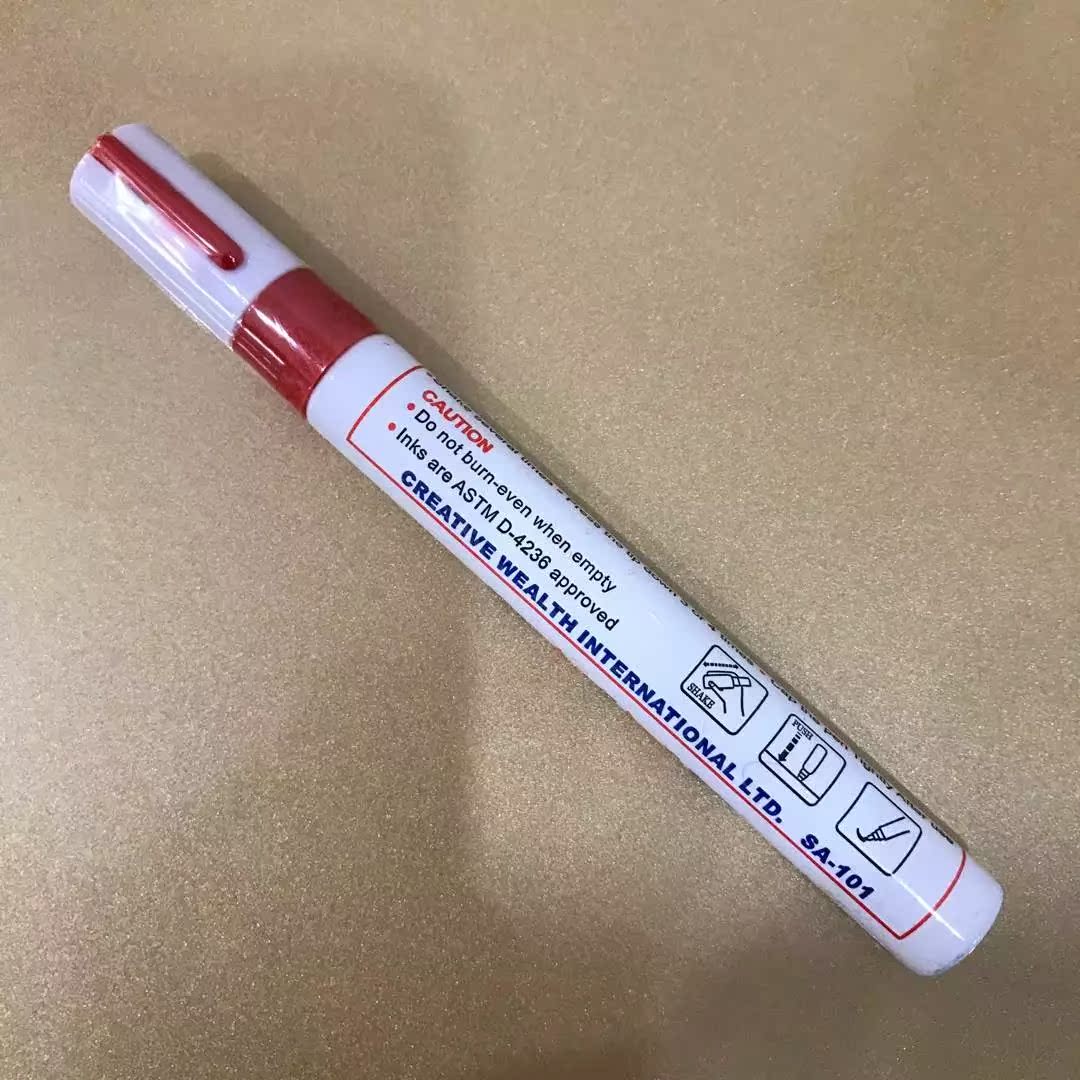 CAUTION
• Do not burn-even when empty
• Inks are ASTM D-4236 approved
CREATIVE WEALTH INTERNATIONAL LTD. SA-101
SHAKE
PUSH